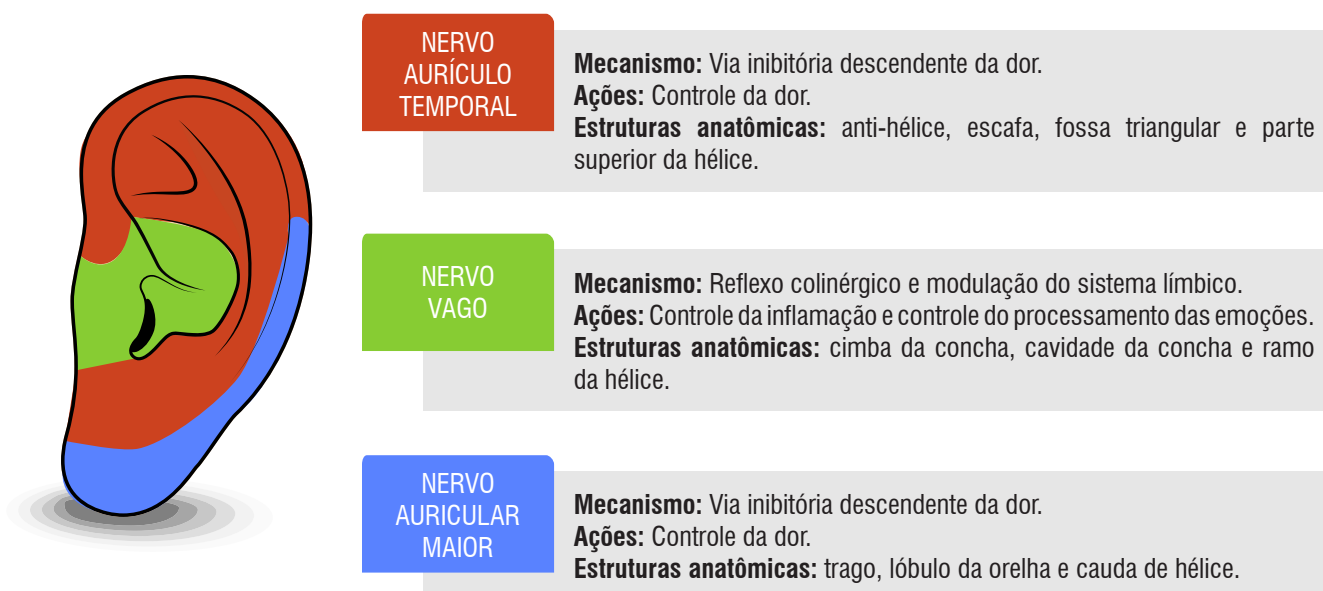 NERVO
AURÍCULO
TEMPORAL
Mecanismo: Via inibitória descendente da dor.
Ações: Controle da dor.
Estruturas anatômicas: anti-hélice, escafa, fossa triangular e parte
superior da hélice.
NERVO
VAGO
Mecanismo: Reflexo colinérgico e modulação do sistema límbico.
Ações: Controle da inflamação e controle do processamento das emoções.
Estruturas anatômicas: cimba da concha, cavidade da concha e ramo
da hélice.
NERVO
AURICULAR
MAIOR
Mecanismo: Via inibitória descendente da dor.
Ações: Controle da dor.
Estruturas anatômicas: trago, lóbulo da orelha e cauda de hélice.